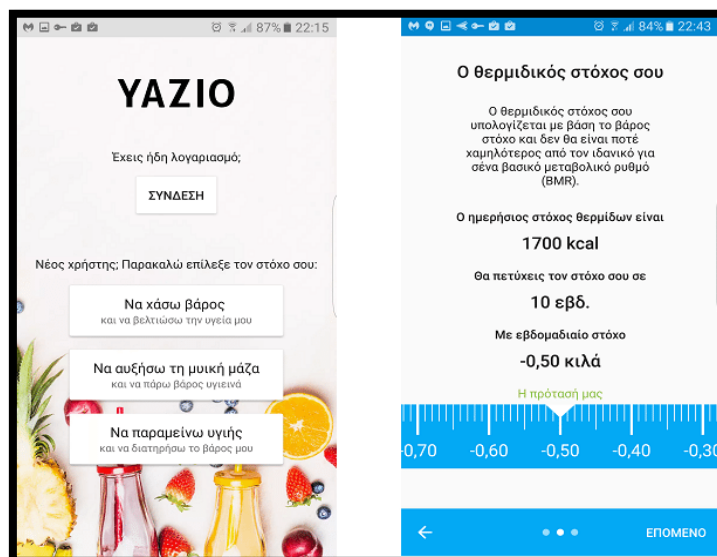 87% 22:15
YAZIO
Έχεις ήδη λογαριασμό;
ΣΥΝΔΕΣΗ
Νέος χρήστης; Παρακαλώ επίλεξε τον στόχο σου:
Να χάσω βάρος
και να βελτιώσω την υγεία μου
Να αυξήσω τη μυική μάζα
και να πάρω βάρος υγιεινά
Να παραμείνω υγιής
και να διατηρήσω το βάρος μου
84% 22:43
Ο θερμιδικός στόχος σου
Ο θερμιδικός στόχος σου
υπολογίζεται με βάση το βάρος
στόχο και δεν θα είναι ποτέ
χαμηλότερος από τον ιδανικό για
σένα βασικό μεταβολικό ρυθμό
(BMR).
Ο ημερήσιος στόχος θερμίδων είναι
1700 kcal
Θα πετύχεις τον στόχο σου σε
10 εβδ.
Με εβδομαδιαίο στόχο
-0,50 κιλά
Η πρότασή μας
-0,70 -0,60 -0,50 -0,40 -0,30
ΕΠΟΜΕΝΟ